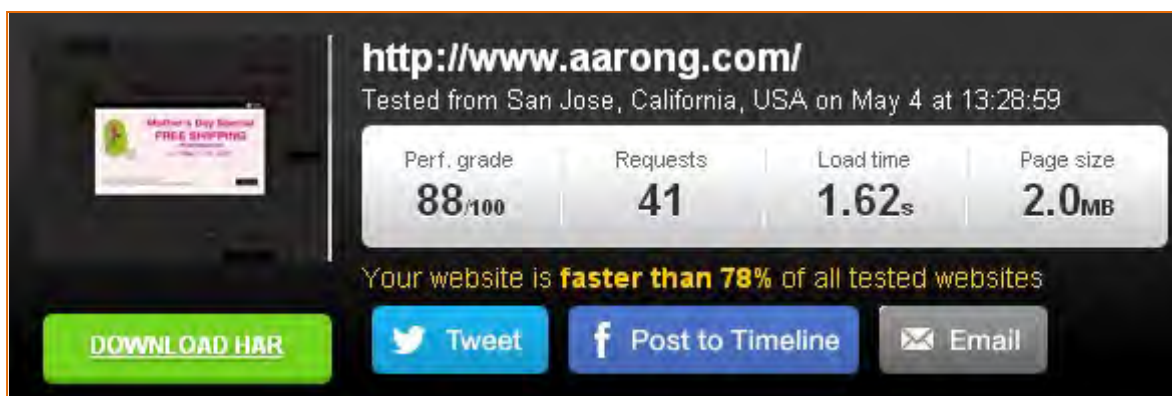 http://www.aarong.com/
Tested from San Jose, California, USA on May 4 at 13:28:59
Mother's Day Special
FREE SHIPPING
Perf. grade Requests Load time Page size
88/100 41 1.62s 2.0MB
Your website is faster than 78% of all tested websites
DOWNLOAD HAR Tweet Post to Timeline Email